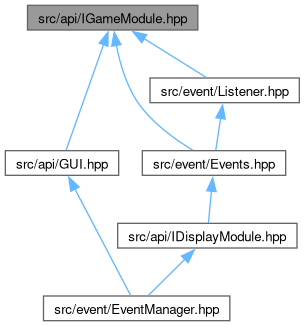 src/api/IGameModule.hpp
src/event/Listener.hpp
src/api/GUI.hpp
src/event/Events.hpp
src/api/IDisplayModule.hpp
src/event/EventManager.hpp